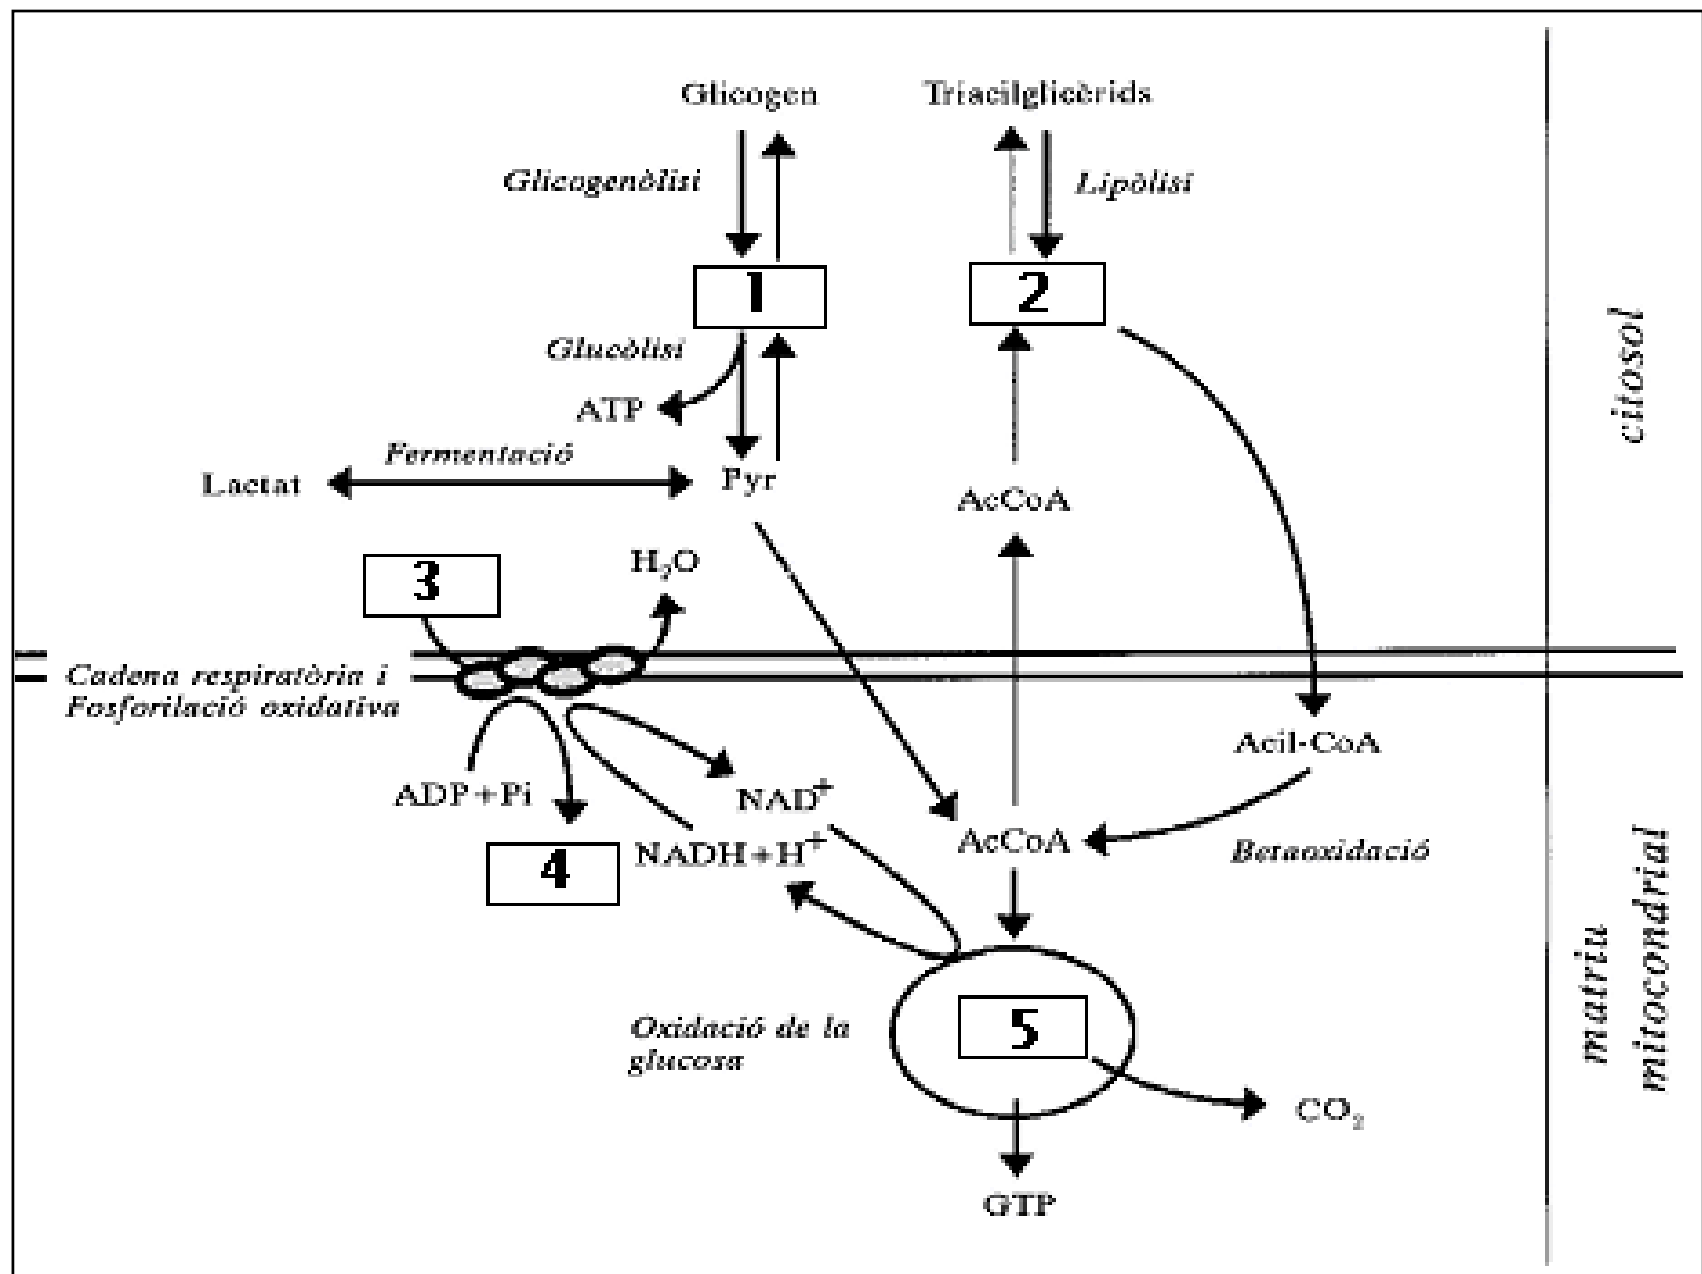 Glicogen
Triacilglicèrids
Glicogenòlisi
Lipòlisi
1
2
Glucòlisi
ATP
Fermentació
Lactat
Pyr
AcCoA
citosol
3
H₂O
Cadena respiratòria i
Fosforilació oxidativa
Acil-CoA
ADP+Pi
NAD⁺
4
NADH+H⁺
AcCoA
Betaoxidació
matriu
mitocondrial
Oxidació de la
glucosa
5
CO₂
GTP